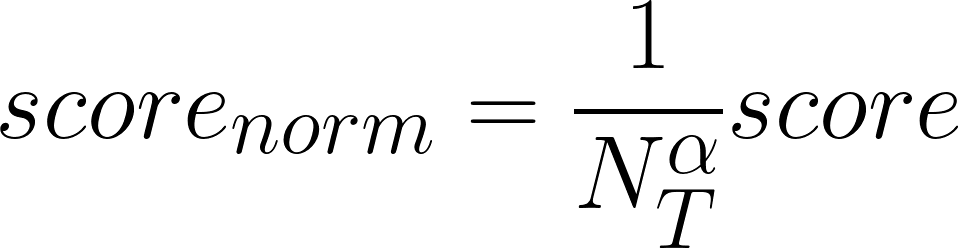 score_{norm} = \frac{1}{N_T^{\alpha}} score